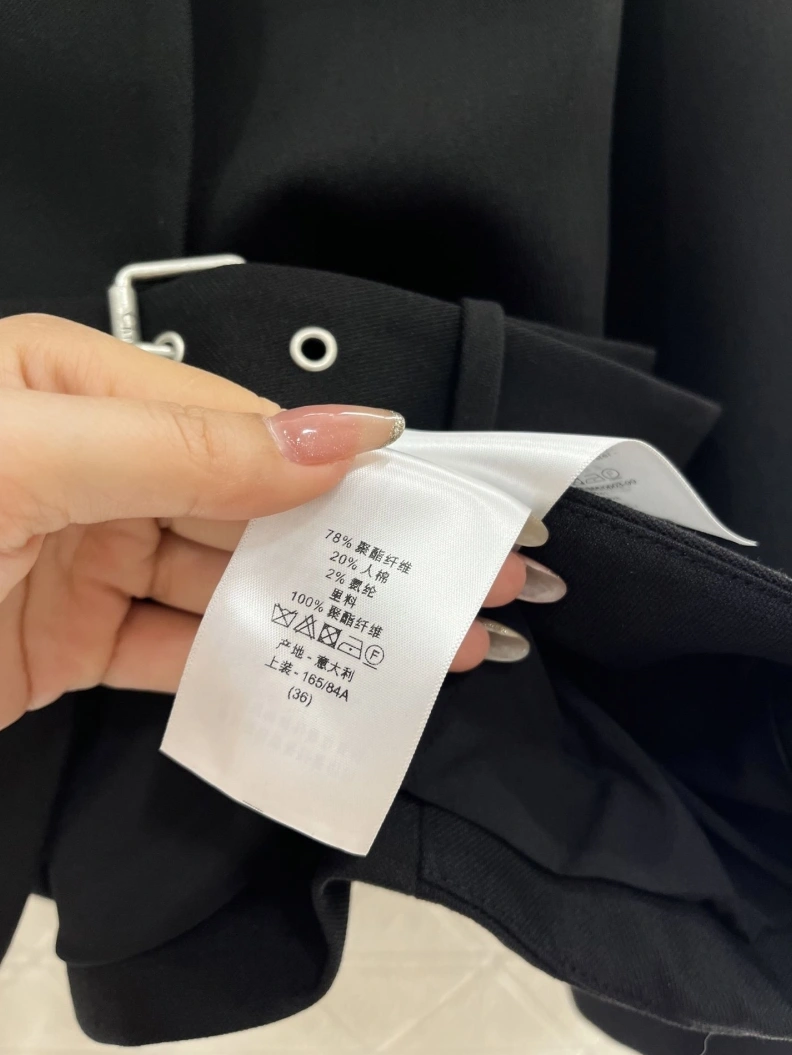 78% 聚酯纤维
20% 人棉
2% 氨纶
里料
100% 聚酯纤维
F
产地 - 意大利
上装 - 165/84A
(36)